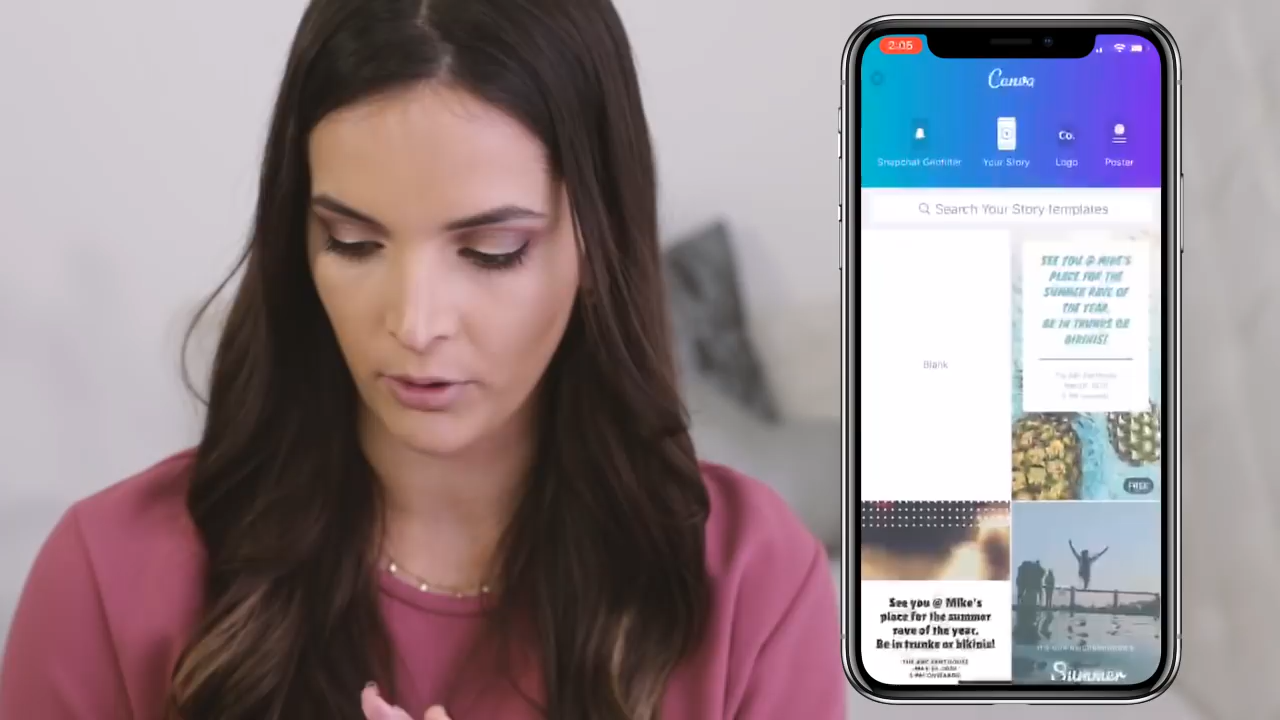 2:05
Canva
Co.
Snapchat Geofilter
Your Story
Logo
Poster
Search Your Story templates
Blank
SEE YOU @ MIKE'S
PLACE FOR THE
SUMMER RAVE OF
THE YEAR.
BE IN TRUNKS OR
BIKINIS!
FREE
See you @ Mike's
place for the summer
rave of the year.
Be in trunks or bikinis!
Summer